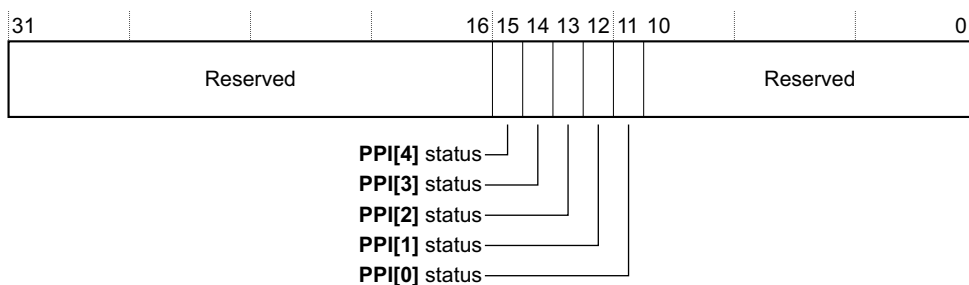 31 16 15 14 13 12 11 10 0
Reserved Reserved
PPI[4] status
PPI[3] status
PPI[2] status
PPI[1] status
PPI[0] status